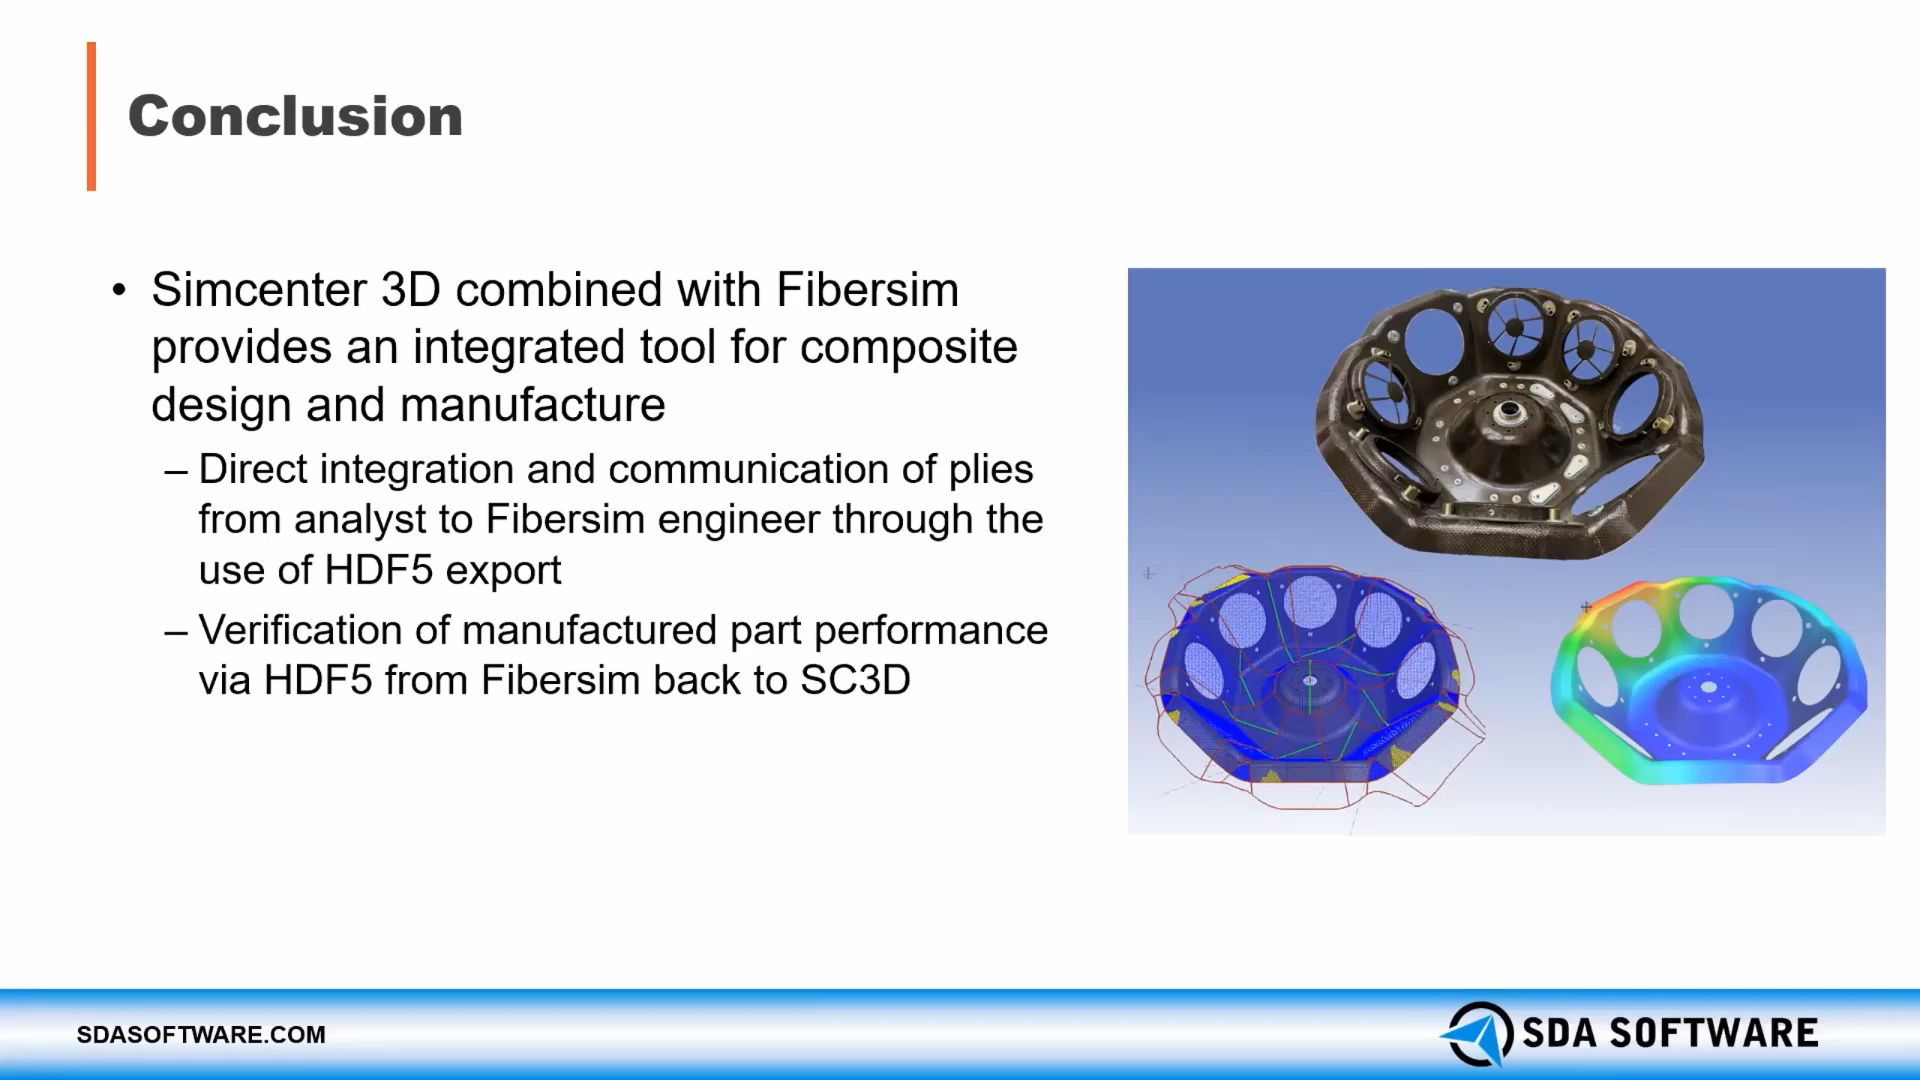 Conclusion
• Simcenter 3D combined with Fibersim
provides an integrated tool for composite
design and manufacture
– Direct integration and communication of plies
from analyst to Fibersim engineer through the
use of HDF5 export
– Verification of manufactured part performance
via HDF5 from Fibersim back to SC3D
SDASOFTWARE.COM
SDA SOFTWARE